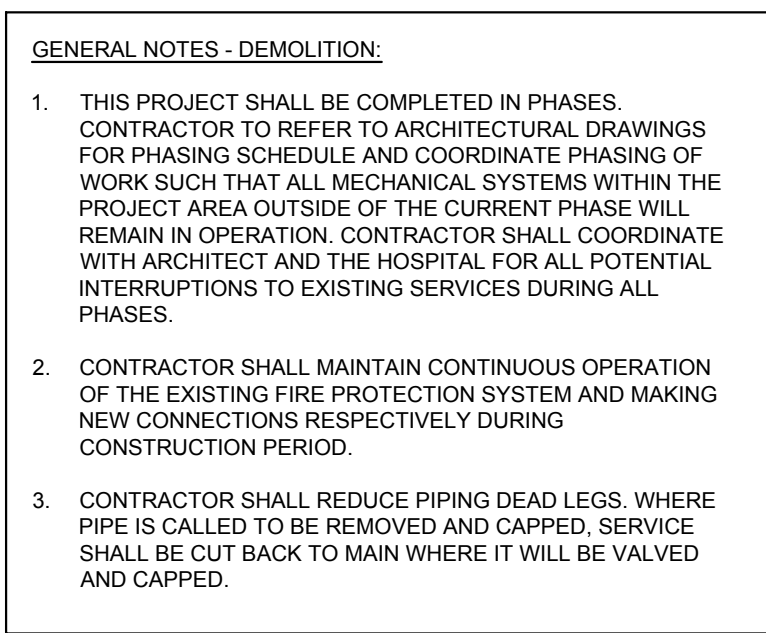 GENERAL NOTES - DEMOLITION:
1. THIS PROJECT SHALL BE COMPLETED IN PHASES.
CONTRACTOR TO REFER TO ARCHITECTURAL DRAWINGS
FOR PHASING SCHEDULE AND COORDINATE PHASING OF
WORK SUCH THAT ALL MECHANICAL SYSTEMS WITHIN THE
PROJECT AREA OUTSIDE OF THE CURRENT PHASE WILL
REMAIN IN OPERATION. CONTRACTOR SHALL COORDINATE
WITH ARCHITECT AND THE HOSPITAL FOR ALL POTENTIAL
INTERRUPTIONS TO EXISTING SERVICES DURING ALL
PHASES.
2. CONTRACTOR SHALL MAINTAIN CONTINUOUS OPERATION
OF THE EXISTING FIRE PROTECTION SYSTEM AND MAKING
NEW CONNECTIONS RESPECTIVELY DURING
CONSTRUCTION PERIOD.
3. CONTRACTOR SHALL REDUCE PIPING DEAD LEGS. WHERE
PIPE IS CALLED TO BE REMOVED AND CAPPED, SERVICE
SHALL BE CUT BACK TO MAIN WHERE IT WILL BE VALVED
AND CAPPED.